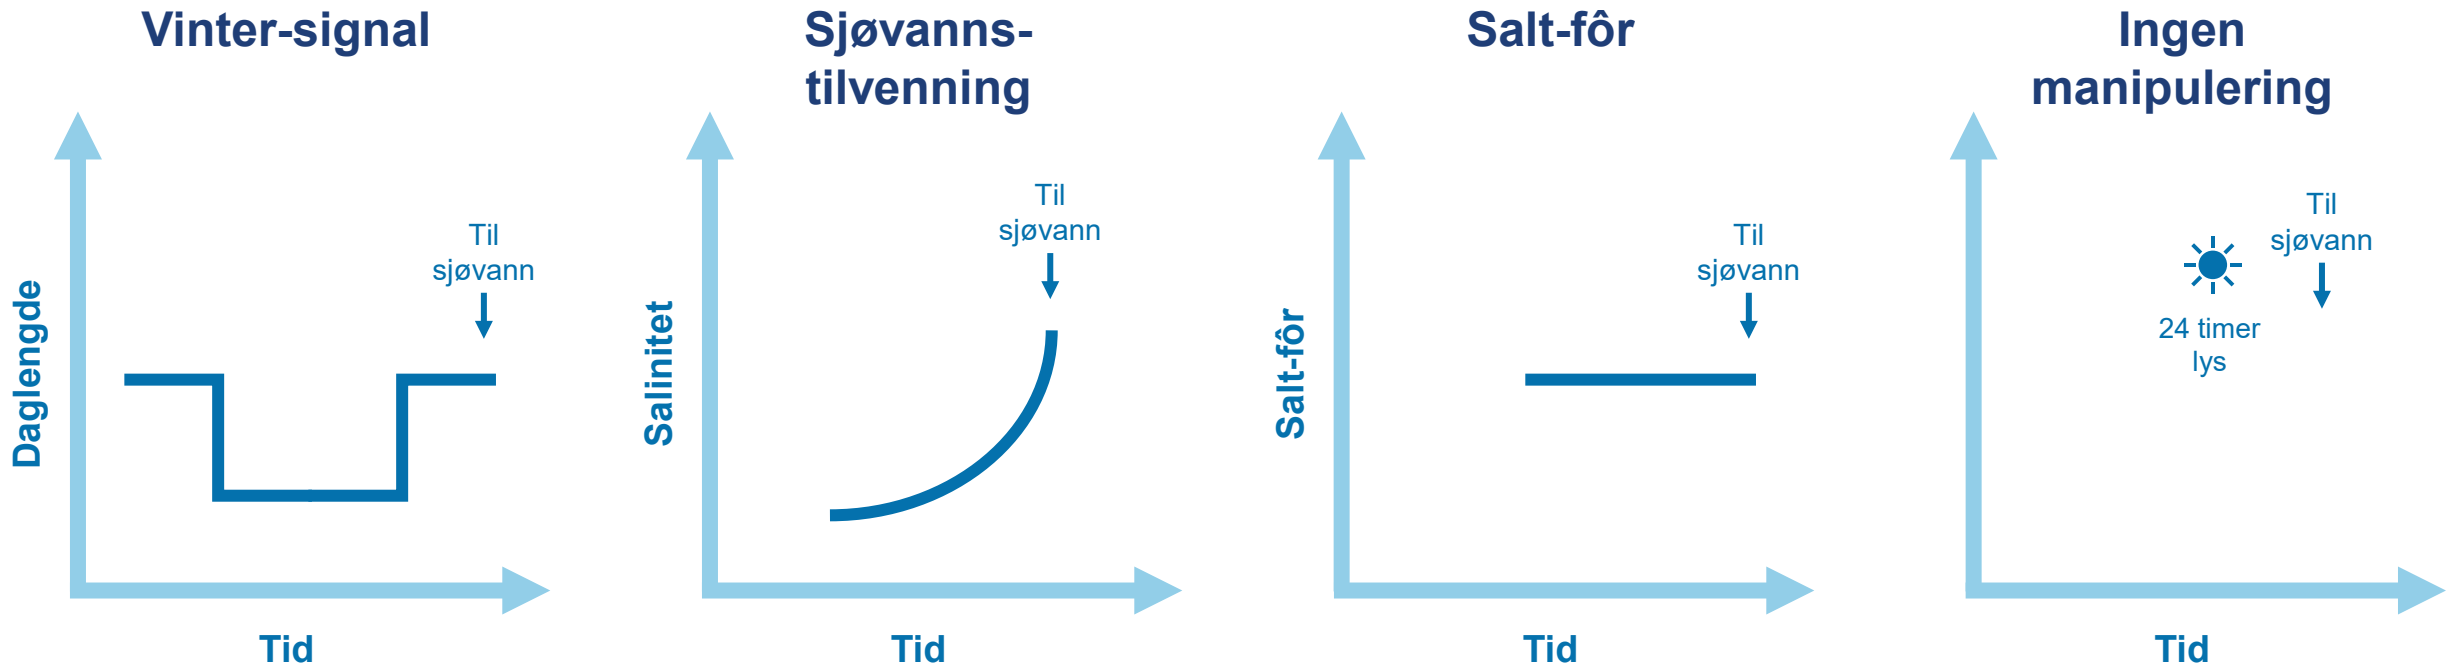 Vinter-signal
Daglengde
Til
sjøvann
Tid
Sjøvanns-
tilvenning
Salinitet
Til
sjøvann
Tid
Salt-fôr
Salt-fôr
Til
sjøvann
Tid
Ingen
manipulering
24 timer
lys
Til
sjøvann
Tid